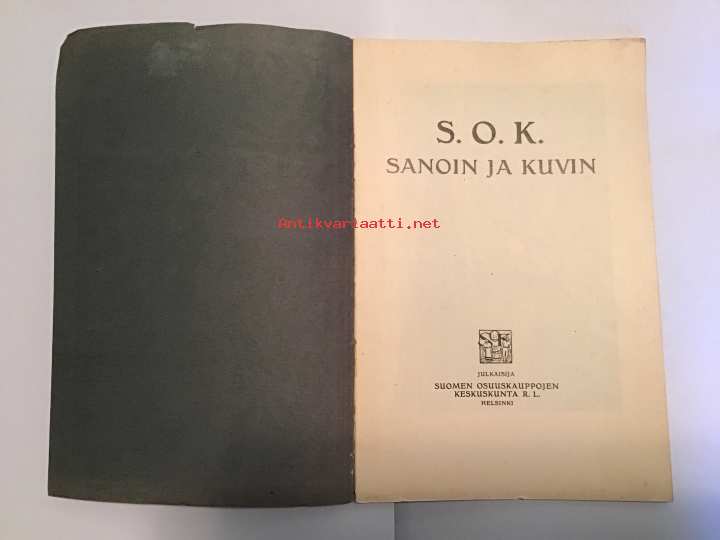 S. O. K.
SANOIN JA KUVIN
Antikvariaatti.net
JULKAISIJA
SUOMEN OSUUSKAUPPOJEN
KESKUSKUNTA R. L.
HELSINKI